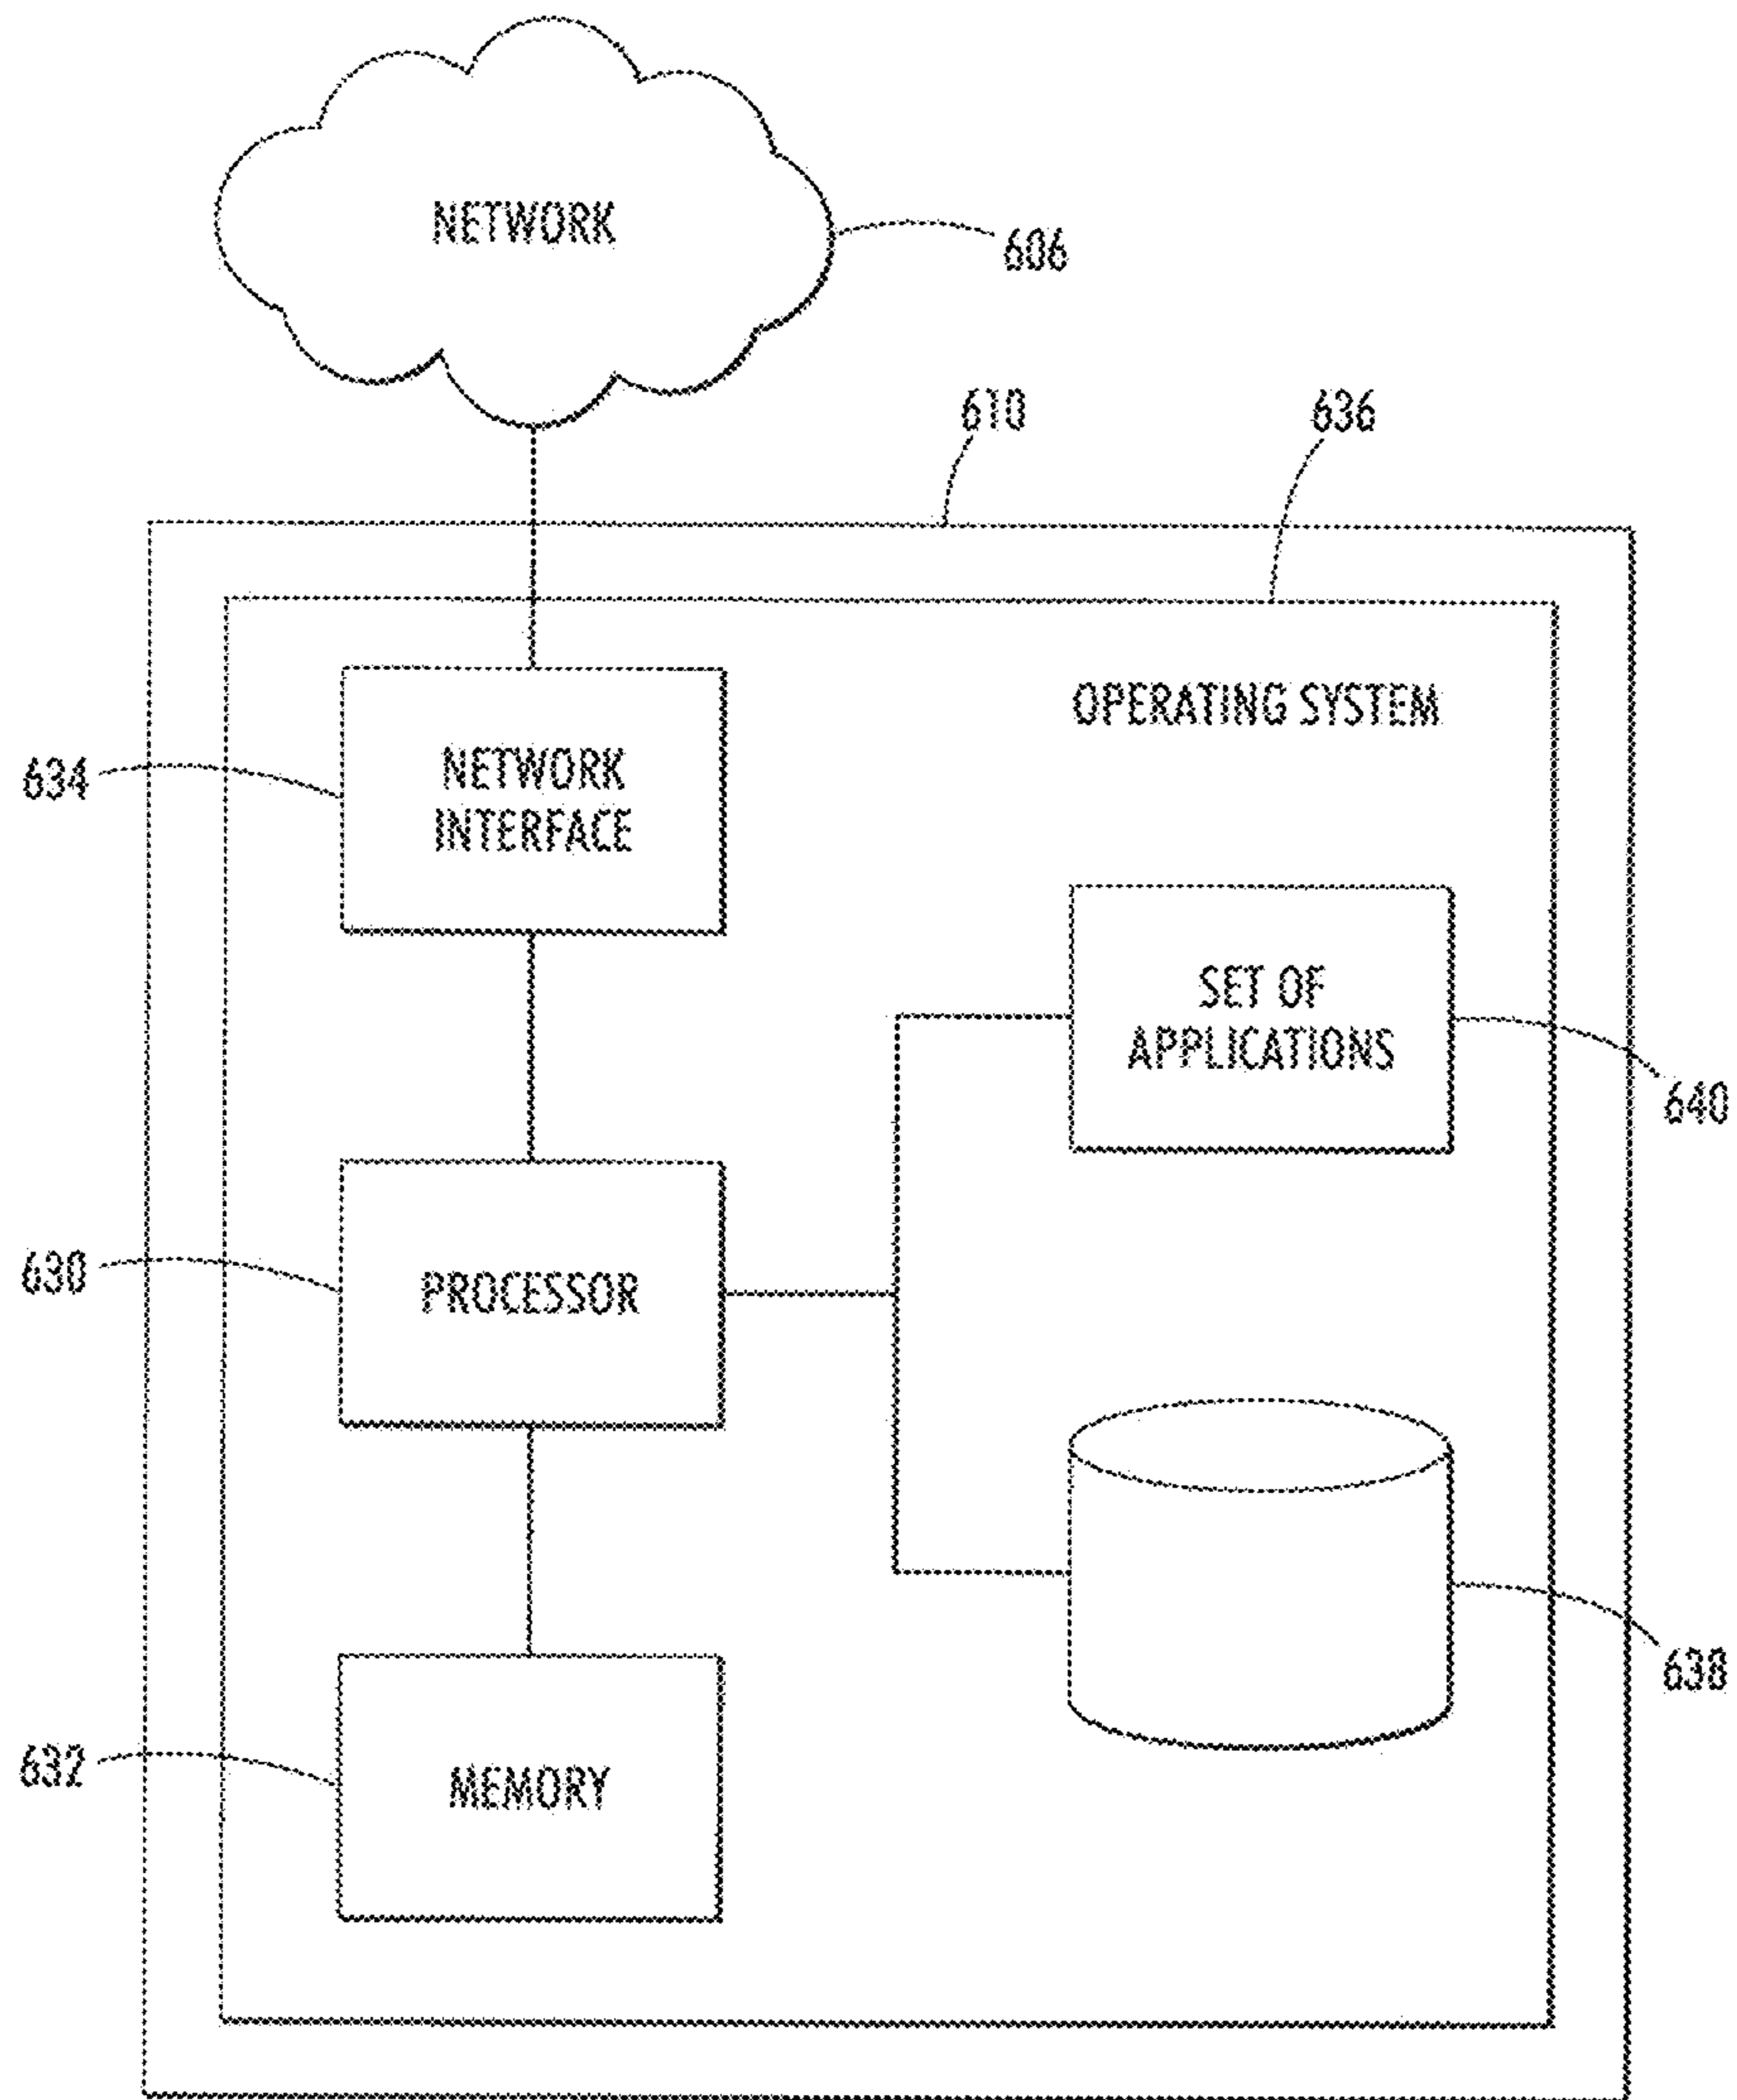 NETWORK
606
610
636
OPERATING SYSTEM
634
NETWORK
INTERFACE
SET OF
APPLICATIONS
640
630
PROCESSOR
638
632
MEMORY